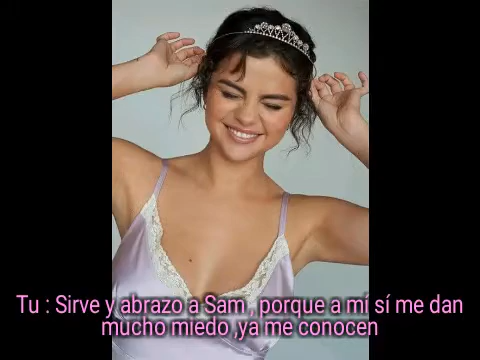 Tu : Sirve y abrazo a Sam , porque a mí sí me dan
mucho miedo ,ya me conocen